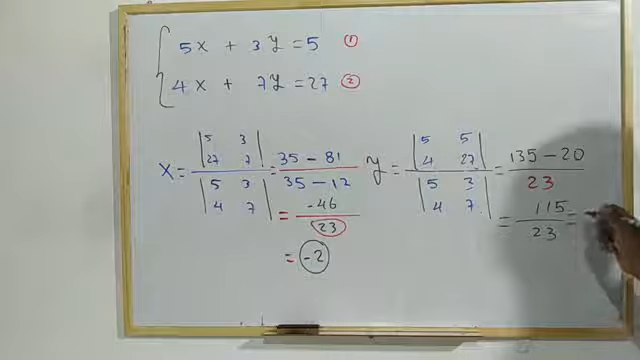 5x + 3y = 5 ①
4x + 7y = 27 ②
x = |5 3| / |5 3| = 35 - 81 / 35 - 12
|27 7| / |4 7|
= -46 / 23
= -2
y = |5 5| / |5 3| = 135 - 20 / 23
|4 27| / |4 7|
= 115 / 23 =